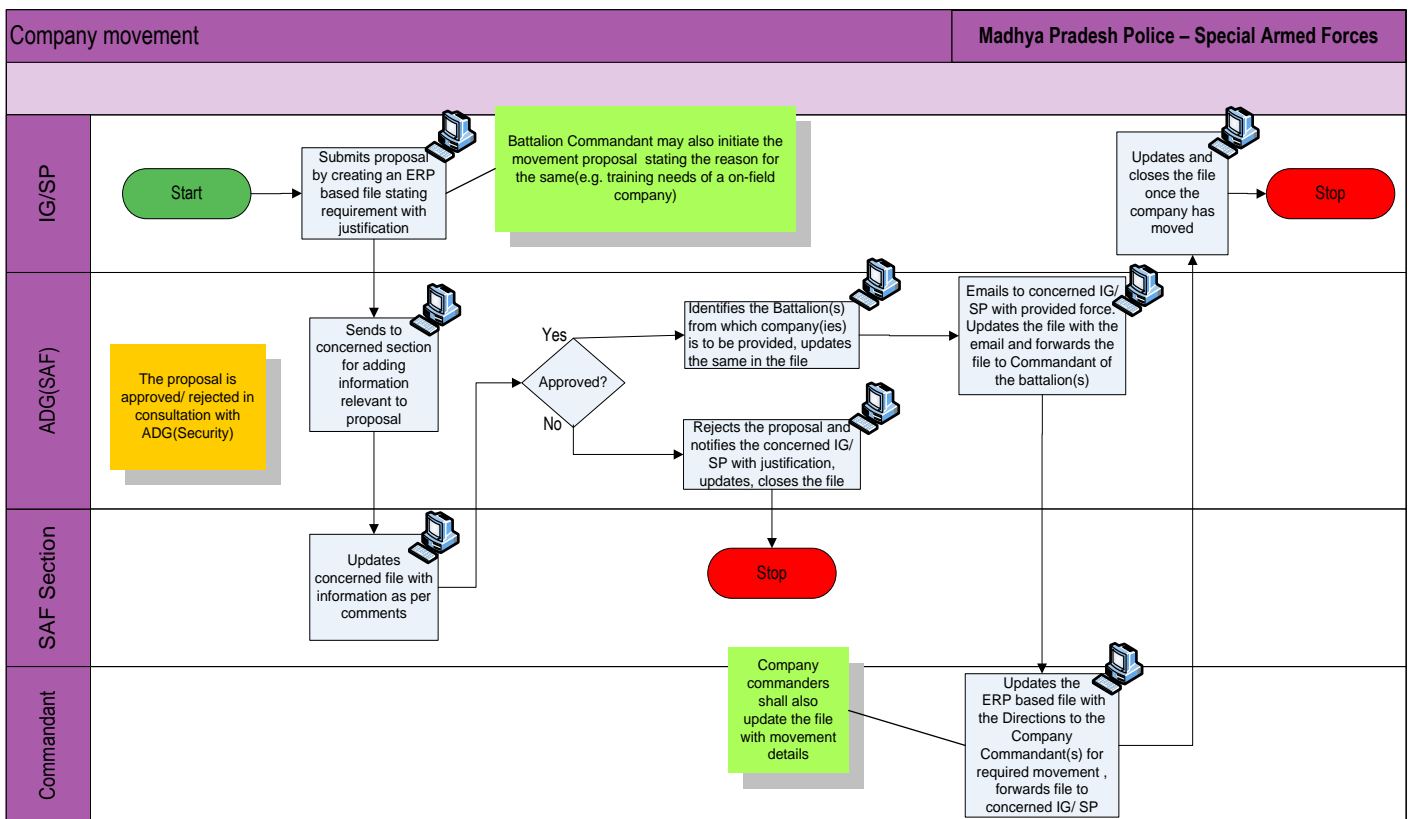 Company movement
Madhya Pradesh Police – Special Armed Forces
IG/SP
Start
Submits proposal
by creating an ERP
based file stating
requirement with
justification
Battalion Commandant may also initiate the
movement proposal stating the reason for
the same(e.g. training needs of a on-field
company)
Updates and
closes the file
once the
company has
moved
Stop
ADG(SAF)
The proposal is
approved/ rejected in
consultation with
ADG(Security)
Sends to
concerned section
for adding
information
relevant to
proposal
Approved?
Yes
No
Identifies the Battalion(s)
from which company(ies)
is to be provided, updates
the same in the file
Rejects the proposal and
notifies the concerned IG/
SP with justification,
updates, closes the file
Emails to concerned IG/
SP with provided force.
Updates the file with the
email and forwards the
file to Commandant of
the battalion(s)
SAF Section
Updates
concerned file with
information as per
comments
Stop
Commandant
Company
commanders
shall also
update the file
with movement
details
Updates the
ERP based file with
the Directions to the
Company
Commandant(s) for
required movement ,
forwards file to
concerned IG/ SP